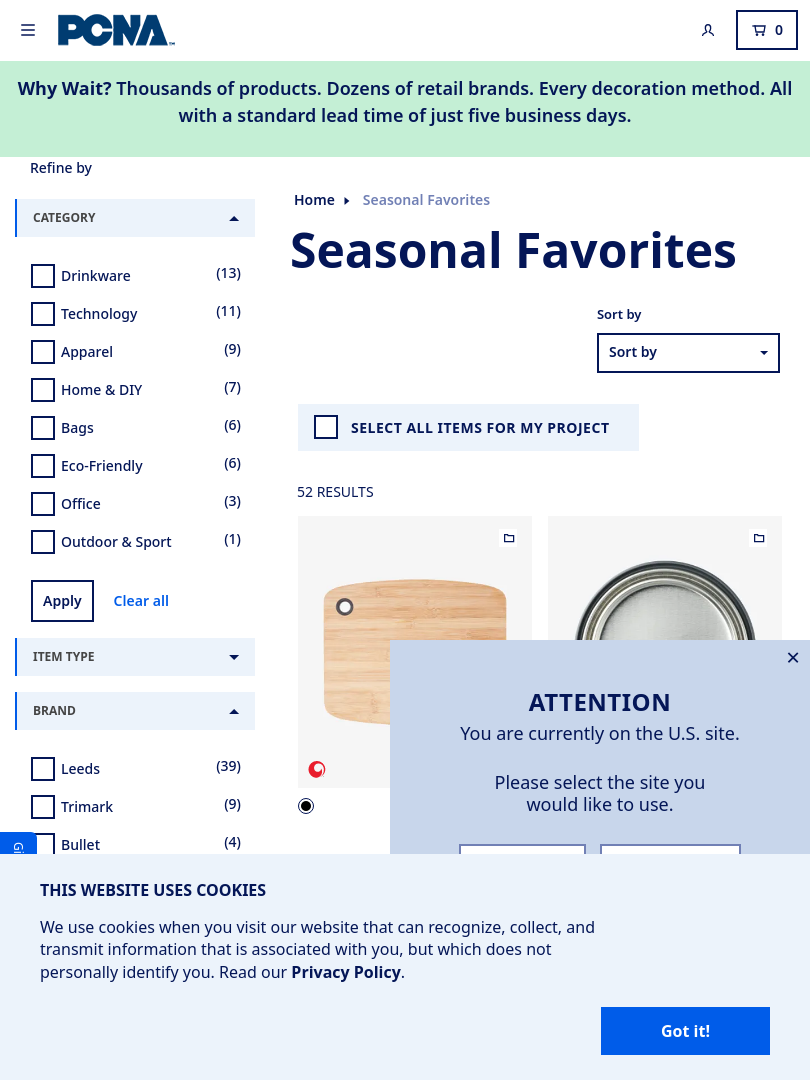 PCNA
0
Why Wait? Thousands of products. Dozens of retail brands. Every decoration method. All
with a standard lead time of just five business days.
Refine by
CATEGORY
Drinkware (13)
Technology (11)
Apparel (9)
Home & DIY (7)
Bags (6)
Eco-Friendly (6)
Office (3)
Outdoor & Sport (1)
Apply Clear all
ITEM TYPE
BRAND
Leeds (39)
Trimark (9)
Bullet (4)
Home Seasonal Favorites
Seasonal Favorites
Sort by
Sort by
SELECT ALL ITEMS FOR MY PROJECT
52 RESULTS
ATTENTION
You are currently on the U.S. site.
Please select the site you
would like to use.
THIS WEBSITE USES COOKIES
We use cookies when you visit our website that can recognize, collect, and
transmit information that is associated with you, but which does not
personally identify you. Read our Privacy Policy.
Got it!